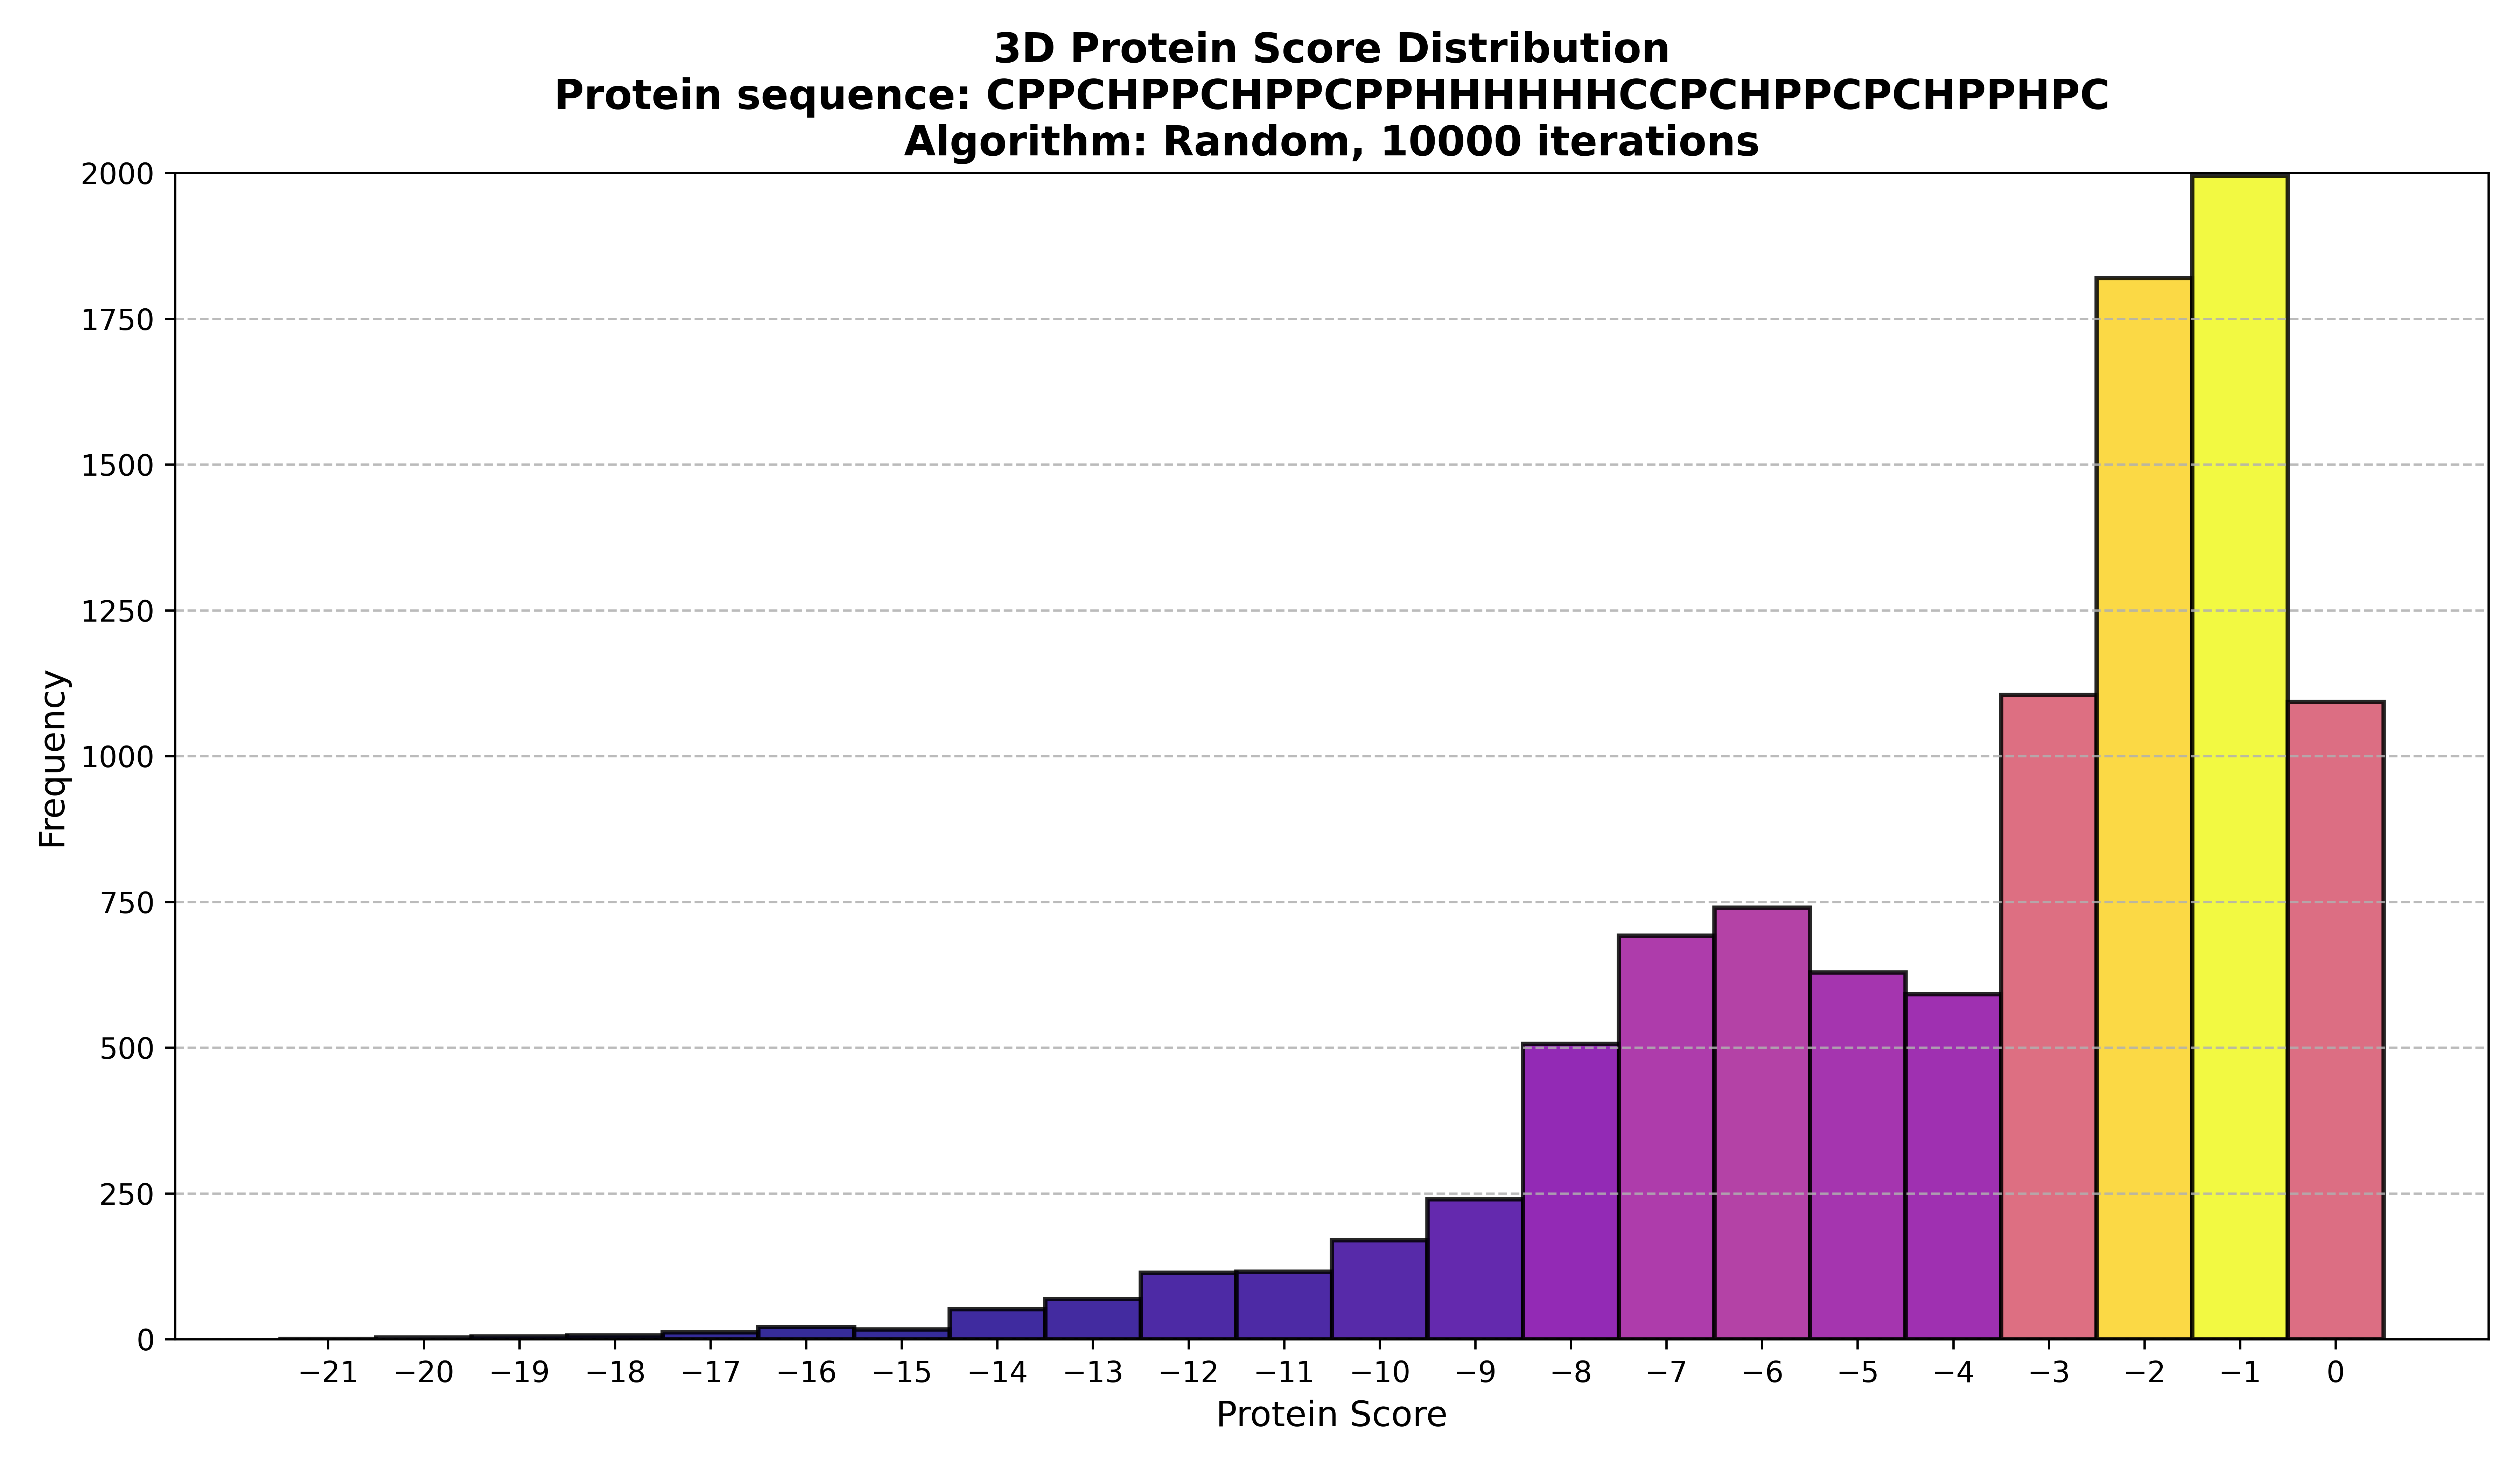 3D Protein Score Distribution
Protein sequence: CPPCHPPCHPPCPPHHHHHHCCPCHPPCPCHPPHPC
Algorithm: Random, 10000 iterations
2000
1750
1500
1250
1000
750
500
250
0
Frequency
−21 −20 −19 −18 −17 −16 −15 −14 −13 −12 −11 −10 −9 −8 −7 −6 −5 −4 −3 −2 −1 0
Protein Score